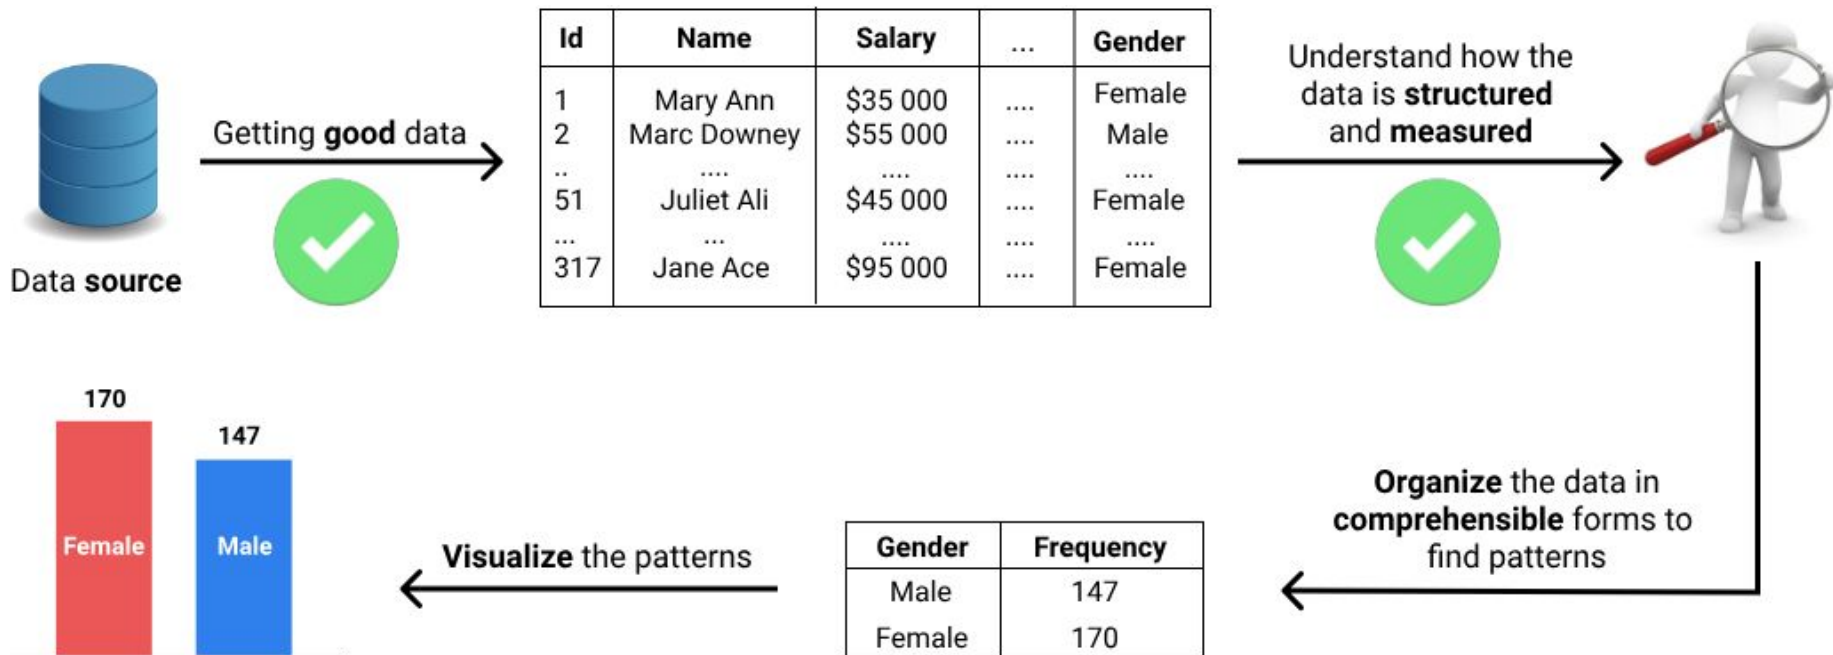 Data source
Getting good data
Id Name Salary ... Gender
1 Mary Ann $35 000 .... Female
2 Marc Downey $55 000 .... Male
.. .... .... .... ....
51 Juliet Ali $45 000 .... Female
... ... .... .... ....
317 Jane Ace $95 000 .... Female
Understand how the
data is structured
and measured
Organize the data in
comprehensible forms to
find patterns
Gender Frequency
Male 147
Female 170
Visualize the patterns
170
147
Female
Male